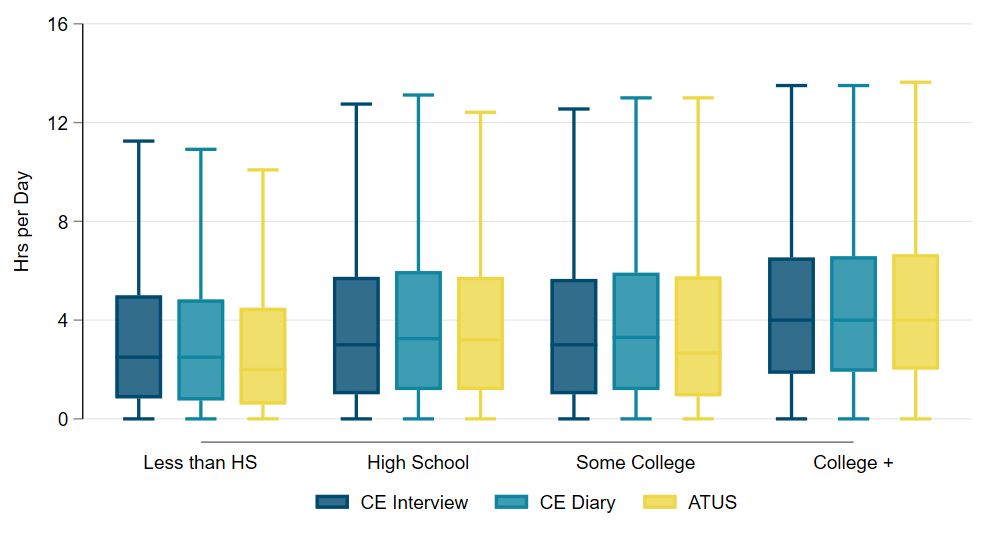 16
12
8
4
0
Hrs per Day
Less than HS High School Some College College +
CE Interview CE Diary ATUS